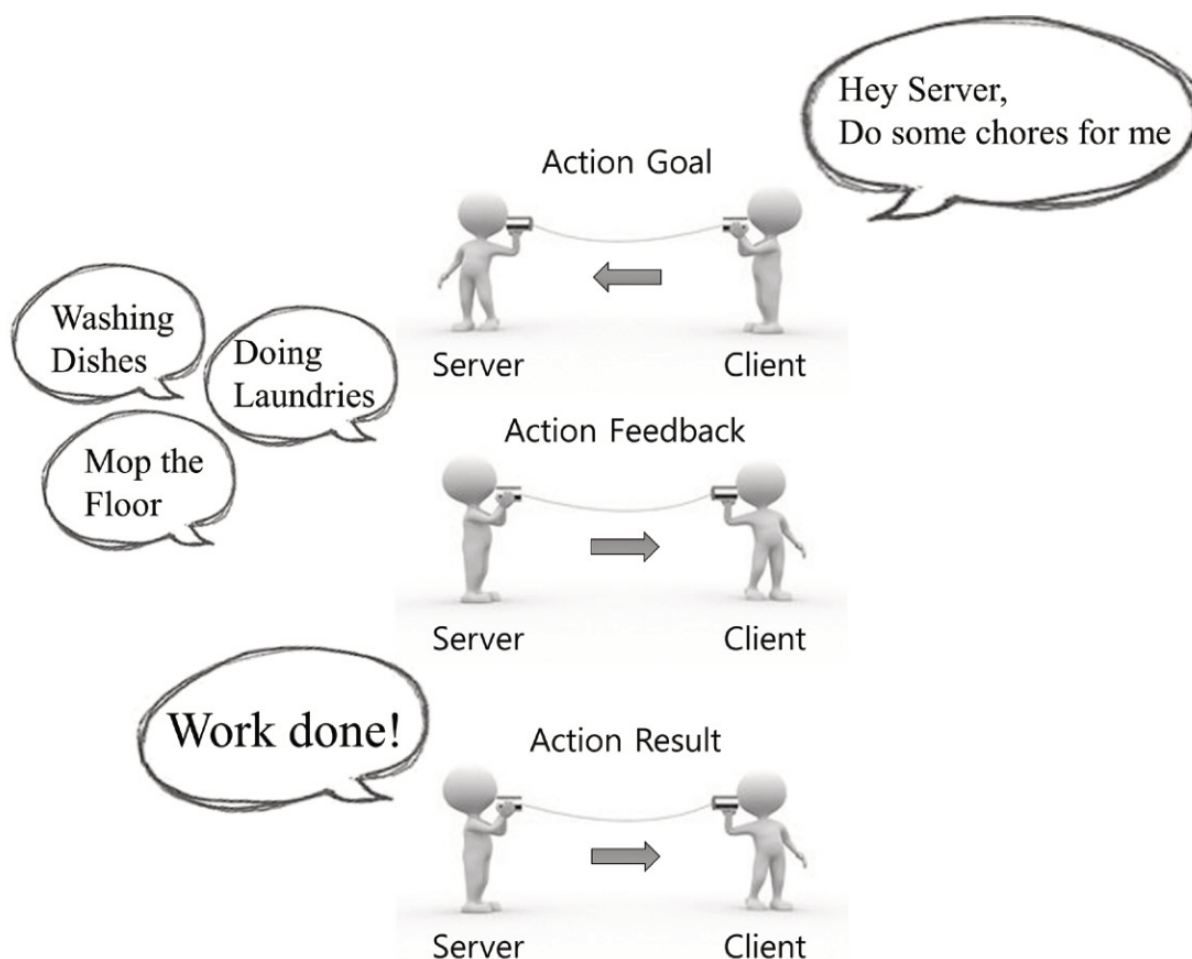 Hey Server,
Do some chores for me
Action Goal
Server
Client
Washing
Dishes
Doing
Laundries
Mop the
Floor
Action Feedback
Server
Client
Work done!
Action Result
Server
Client